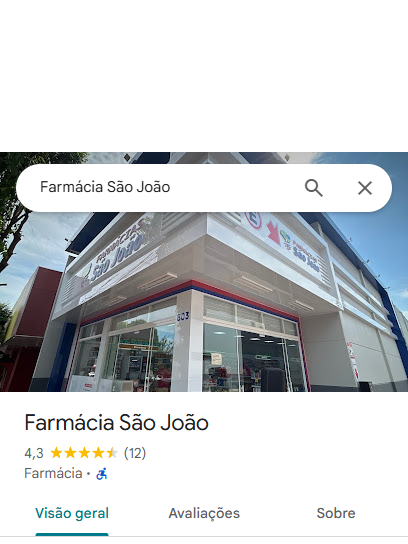 Farmácia São João
FARMÁCIAS
São João
E
São João
603
Farmácia São João
4,3 (12)
Farmácia ·
Visão geral Avaliações Sobre